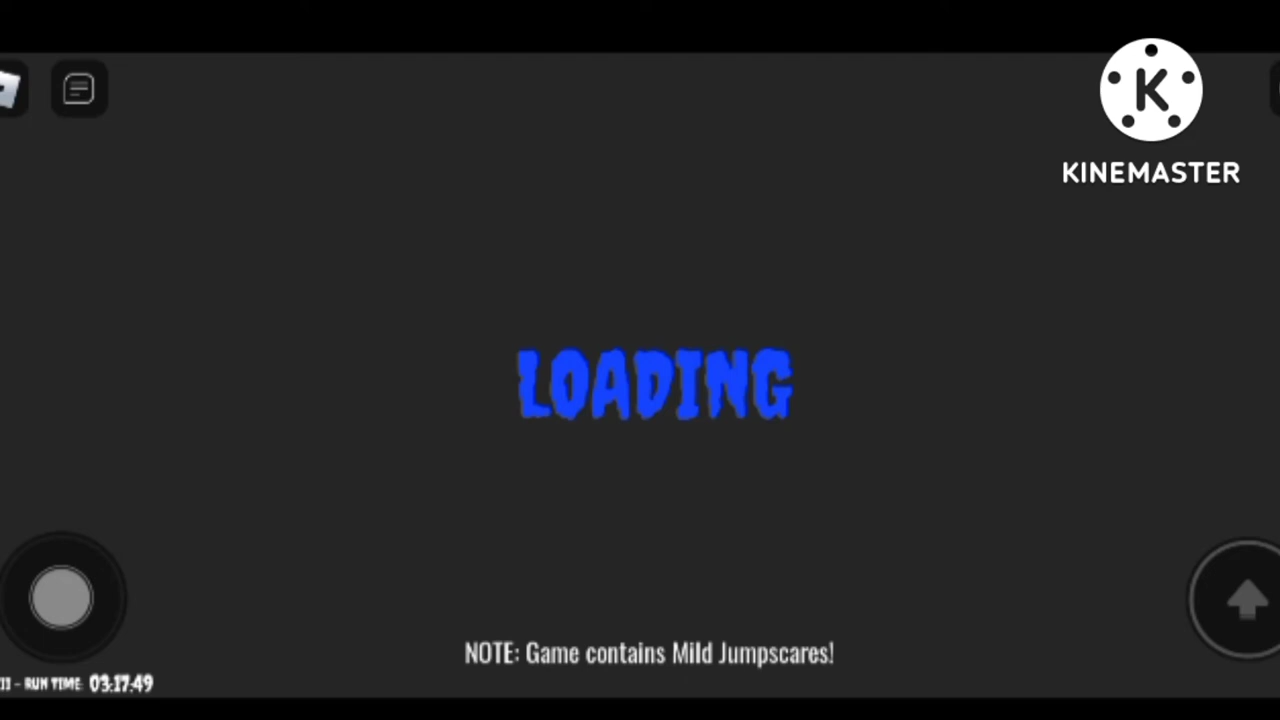 K
KINEMASTER
LOADING
NOTE: Game contains Mild Jumpscares!
- RUN TIME: 03:17:49